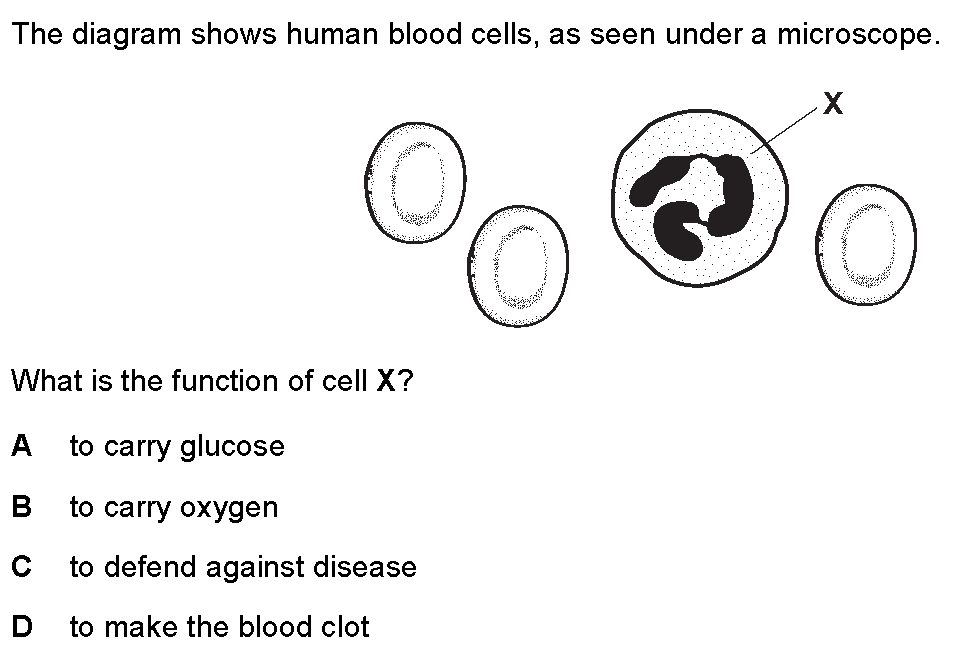 The diagram shows human blood cells, as seen under a microscope.
X
What is the function of cell X?
A to carry glucose
B to carry oxygen
C to defend against disease
D to make the blood clot